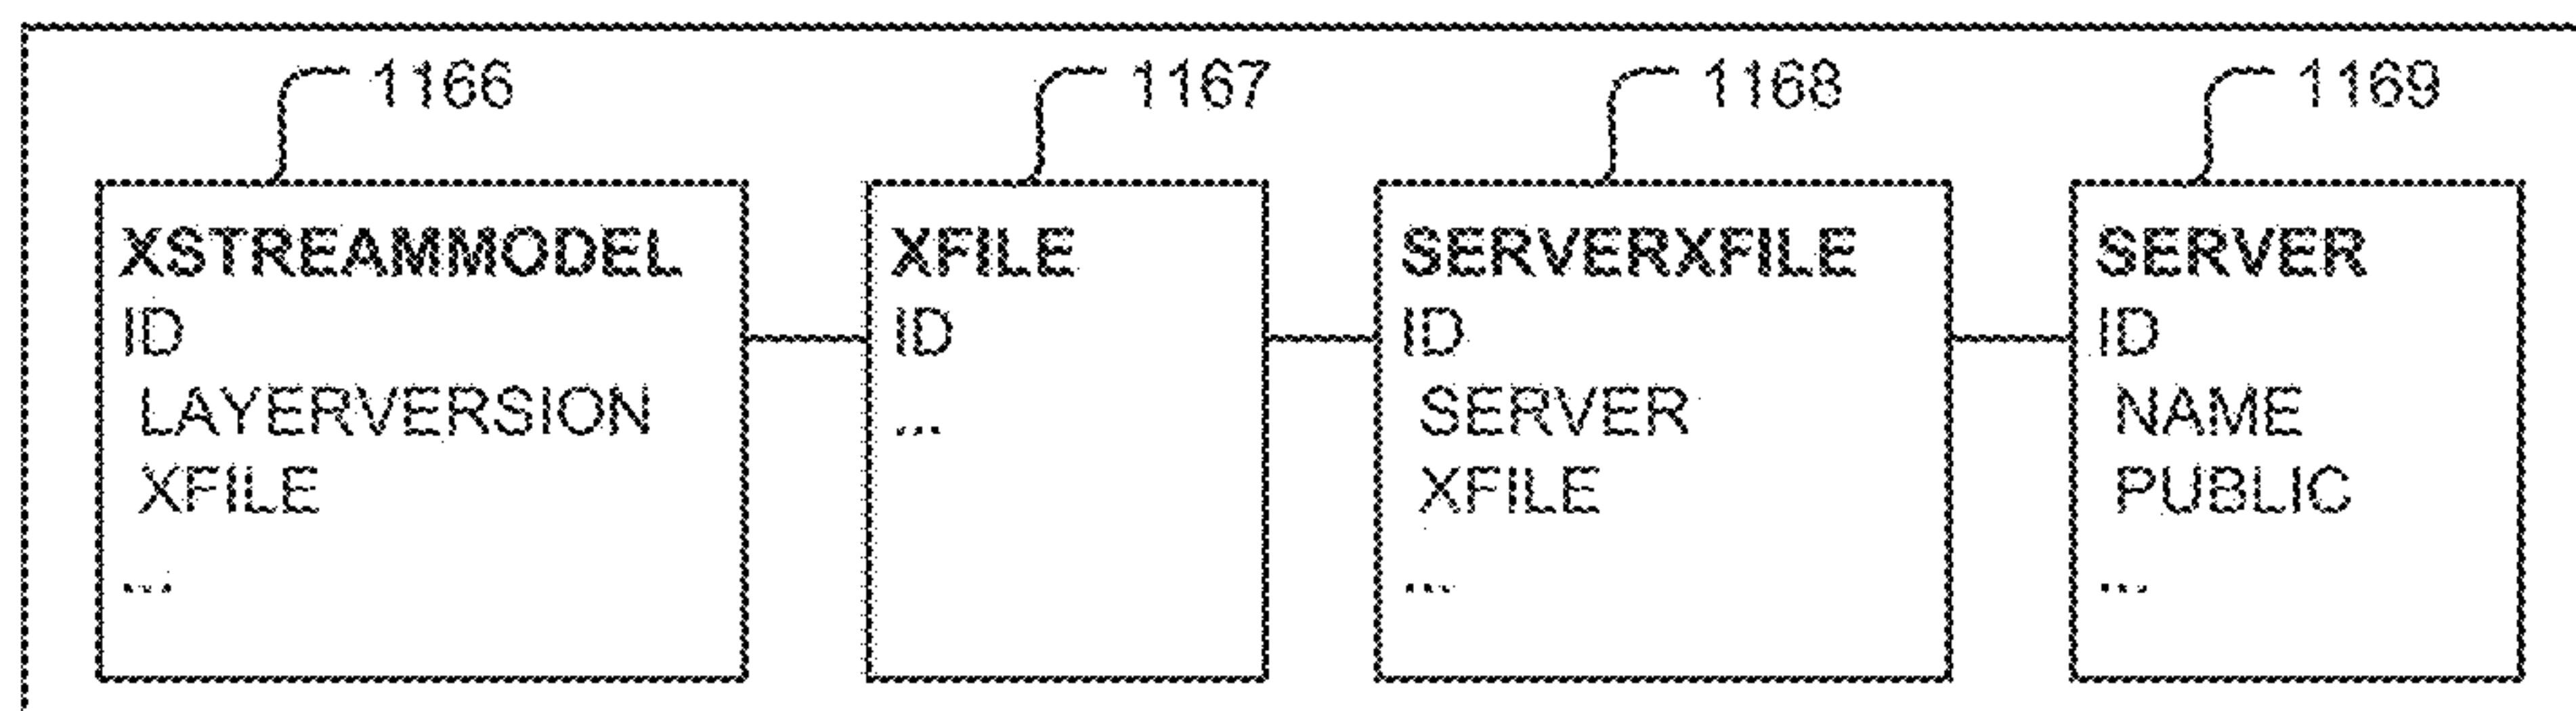 1166 1167 1168 1169
XSTREAMMODEL
ID
LAYERVERSION
XFILE
...
XFILE
ID
...
SERVERXFILE
ID
SERVER
XFILE
...
SERVER
ID
NAME
PUBLIC
...